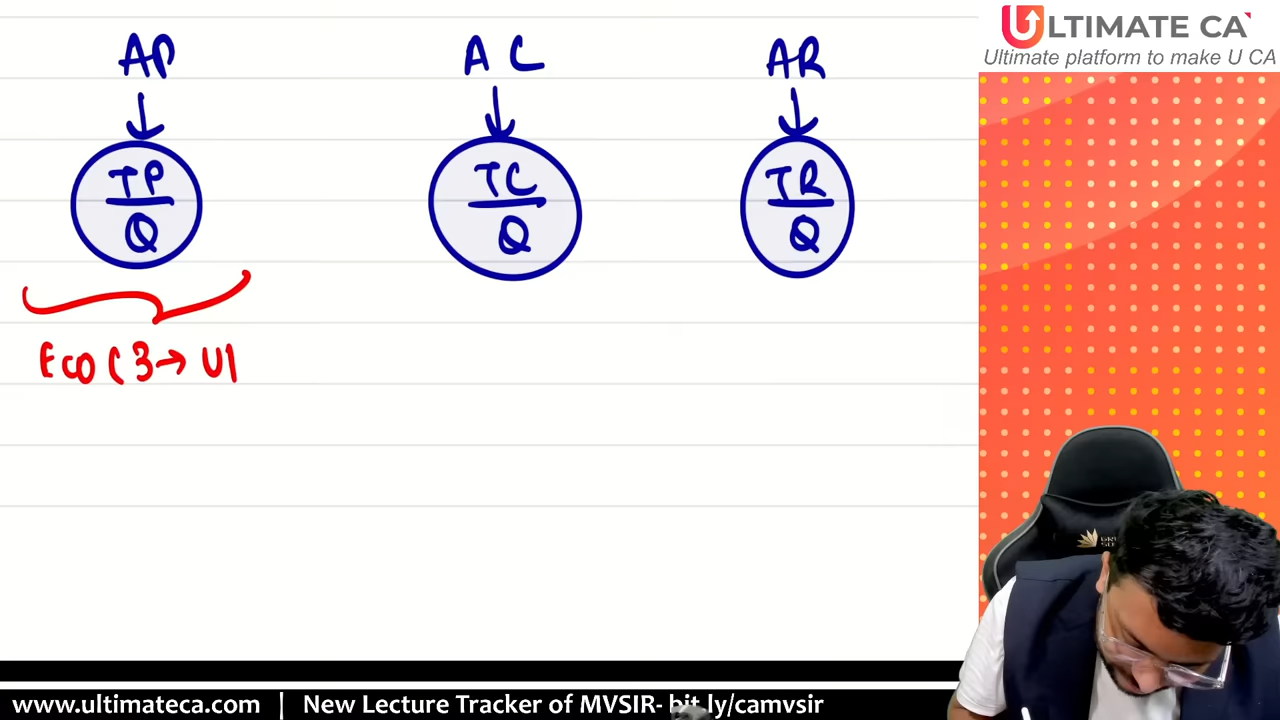 AP AC AR
TP TC TR
Q Q Q
Eco C3→ U1
ULTIMATE CA
Ultimate platform to make U CA
www.ultimateca.com | New Lecture Tracker of MVSIR- bit.ly/camvsir